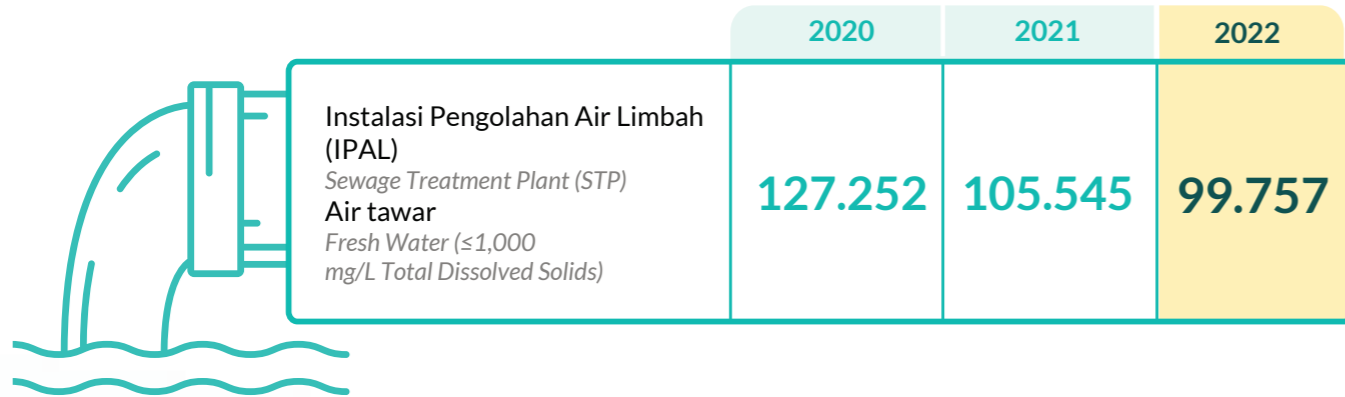 2020 2021 2022
Instalasi Pengolahan Air Limbah
(IPAL)
Sewage Treatment Plant (STP)
Air tawar
Fresh Water (≤1,000
mg/L Total Dissolved Solids)
127.252 105.545 99.757